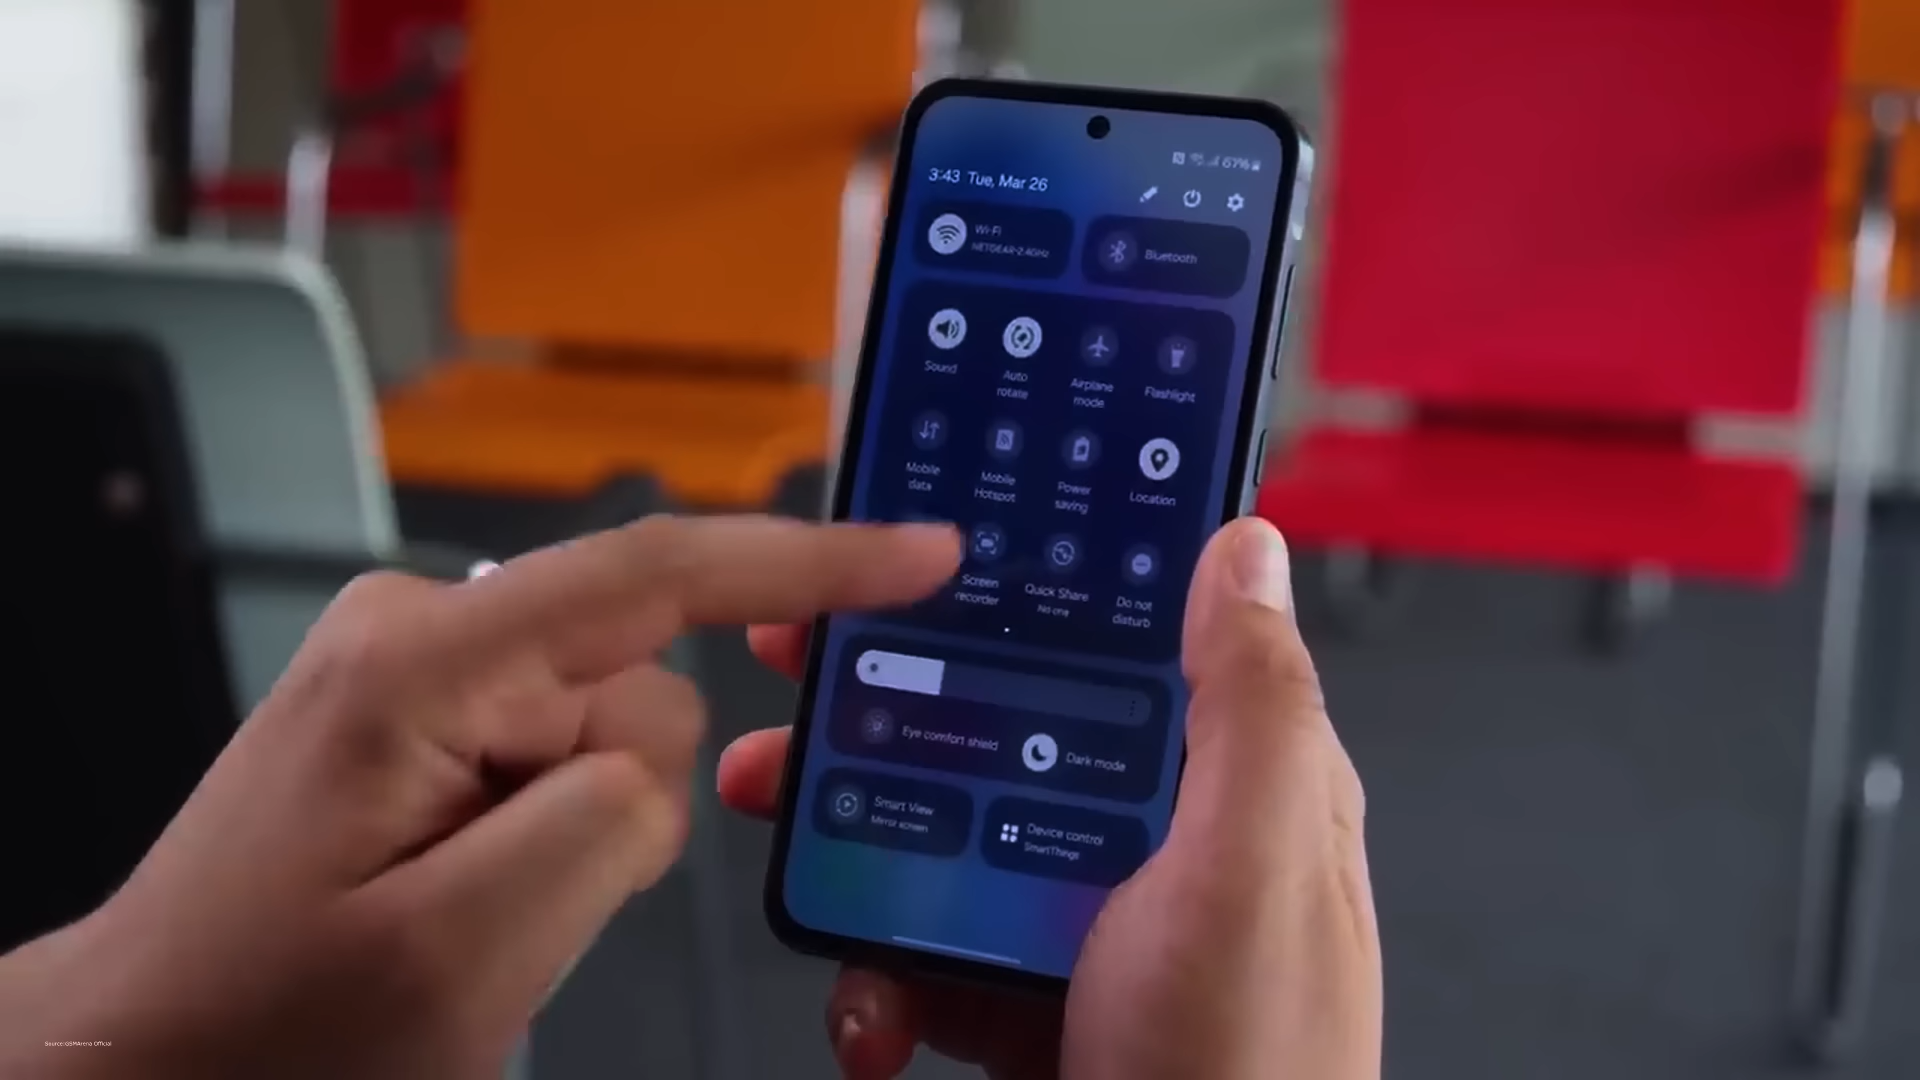 61%
3:43 Tue, Mar 26
Wi-Fi
NETGEAR-2.4GHz
Bluetooth
Sound
Auto
rotate
Airplane
mode
Flashlight
Mobile
data
Mobile
Hotspot
Power
saving
Location
Screen
recorder
Quick Share
No one
Do not
disturb
Eye comfort shield
Dark mode
Smart View
Mirror screen
Device control
SmartThings
Source:GSMArena Official